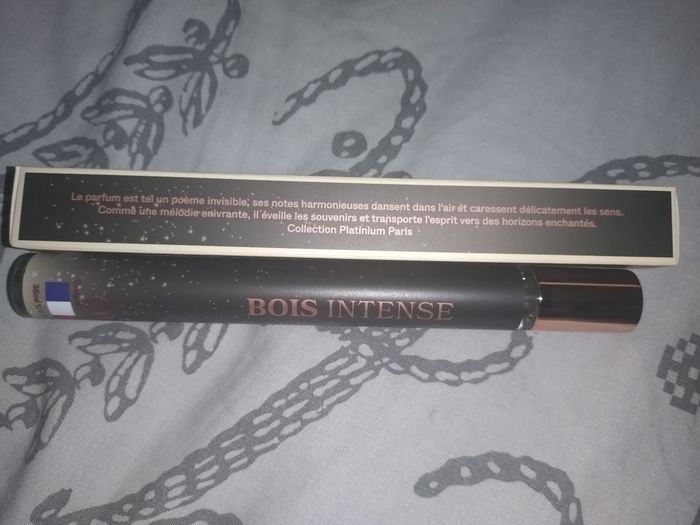 Le parfum est tel un poème invisible, ses notes harmonieuses dansent dans l'air et caressent délicatement les sens.
Comme une mélodie enivrante, il éveille les souvenirs et transporte l'esprit vers des horizons enchantés.
Collection Platinium Paris
BOIS INTENSE
35ml